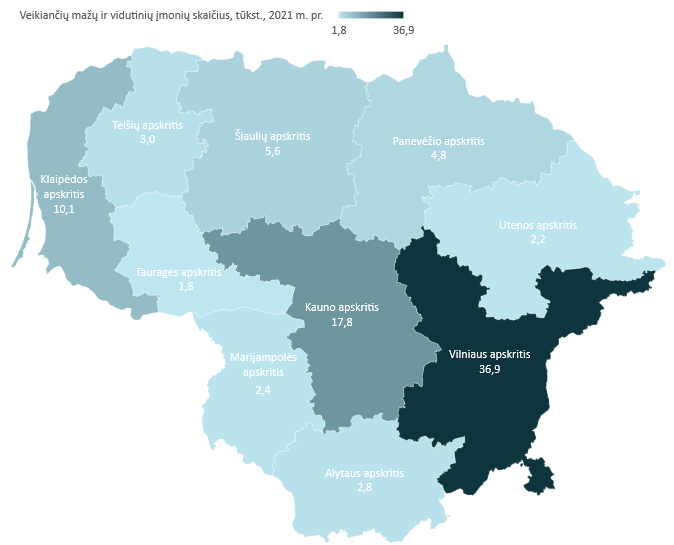 Veikiančių mažų ir vidutinių įmonių skaičius, tūkst., 2021 m. pr.
1,8 36,9
Telšių apskritis
3,0
Šiaulių apskritis
5,6
Panevėžio apskritis
4,8
Klaipėdos
apskritis
10,1
Utenos apskritis
2,2
Tauragės apskritis
1,8
Kauno apskritis
17,8
Vilniaus apskritis
36,9
Marijampolės
apskritis
2,4
Alytaus apskritis
2,8